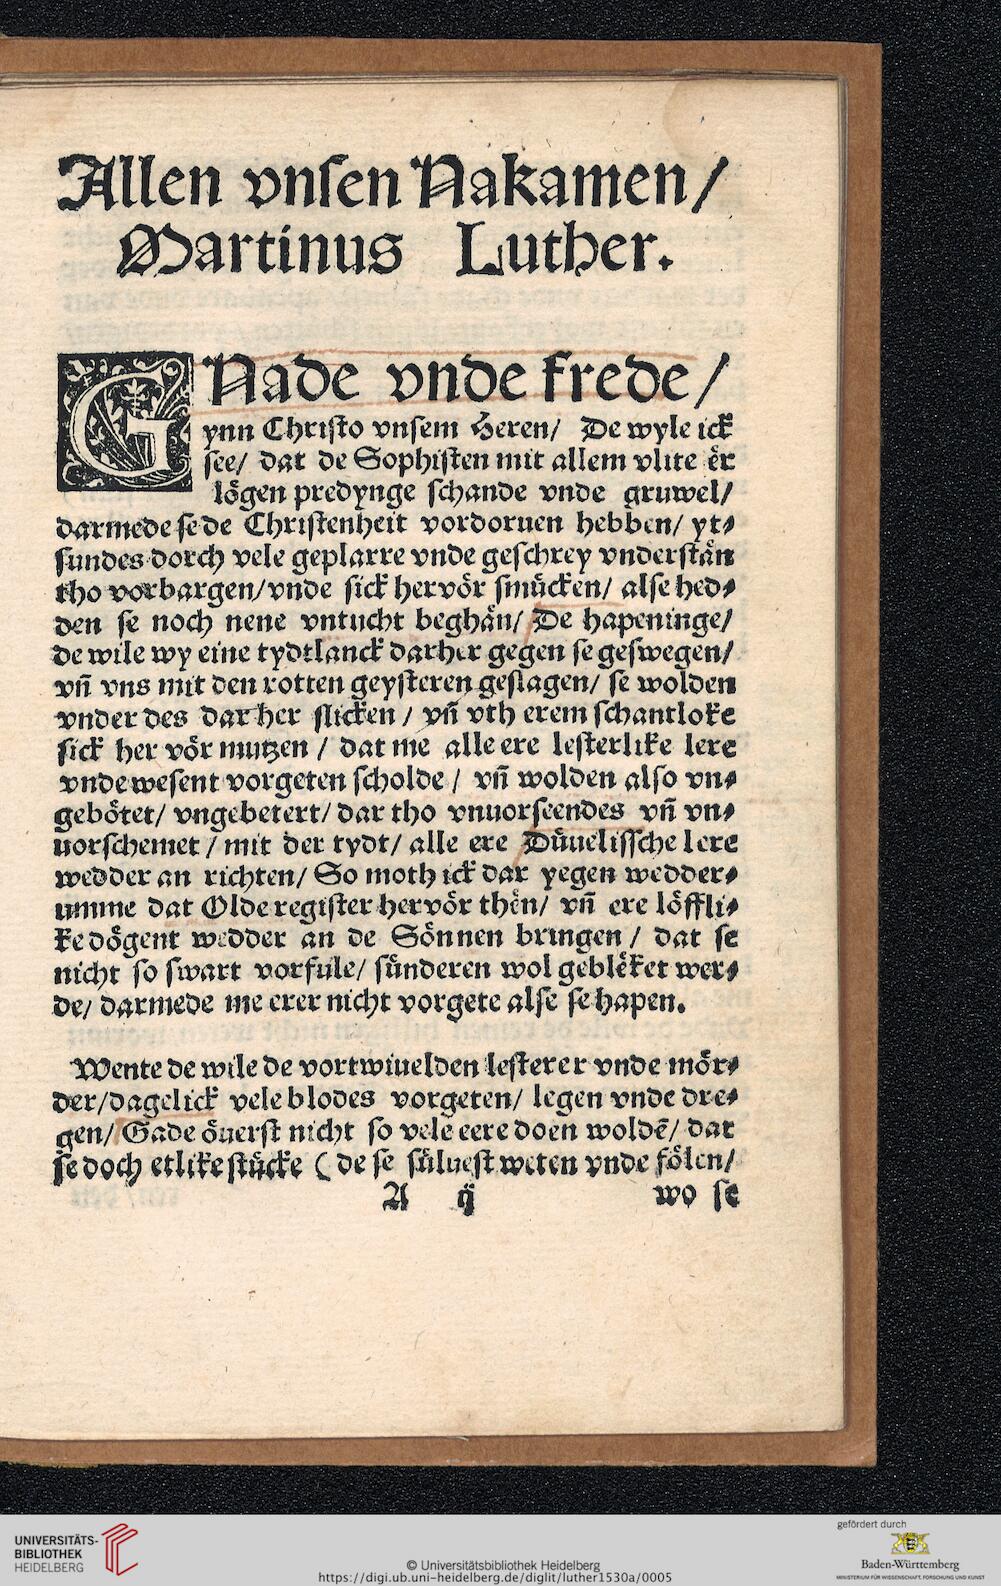 Allen vnsen Nakamen/
Martinus Luther.
GNade vnde frede/
ynn Christo vnsem Heren/ De wyle ick
see/ dat de Sophisten mit allem vlite ër
lögen predynge schande vnde gruwel/
darmede se de Christenheit vordoruen hebben/ yt⸗
sundes dorch vele geplarre vnde geschrey vnderstän
tho vorbargen/ vnde sick hervör smücken/ alse hed⸗
den se noch nene vntucht beghän/ De hapeninge/
de wile wy eine tydtlanck darher gegen se geswegen/
vñ vns mit den rotten geysteren geslagen/ se wolden
vnder des dar her slicken/ vñ vth erem schantloke
sick her vör mutzen/ dat me alle ere lesterlike lere
vnde wesent vorgeten scholde/ vñ wolden also vn⸗
gebötet/ vngebetert/ dar tho vnuorseendes vñ vn⸗
uorschemet/ mit der tydt/ alle ere Düuelissche lere
wedder an richten/ So moth ick dar yegen wedder⸗
umme dat Olde register hervör thën/ vñ ere löffli⸗
ke dögent wedder an de Sönnen bringen/ dat se
nicht so swart vorfule/ sünderen wol geblëket wer⸗
de/ darmede me erer nicht vorgete alse se hapen.
Wente de wile de vortwiuelden lesterer vnde mör⸗
der/ dagelick vele blodes vorgeten/ legen vnde dre⸗
gen/ Gade öuerst nicht so vele eere doen woldē/ dat
se doch etlike stücke (de se süluest weten vnde fölen/
A ij wo se
UNIVERSITÄTS-
BIBLIOTHEK
HEIDELBERG
© Universitätsbibliothek Heidelberg
https://digi.ub.uni-heidelberg.de/diglit/luther1530a/0005
gefördert durch
Baden-Württemberg
MINISTERIUM FÜR WISSENSCHAFT, FORSCHUNG UND KUNST